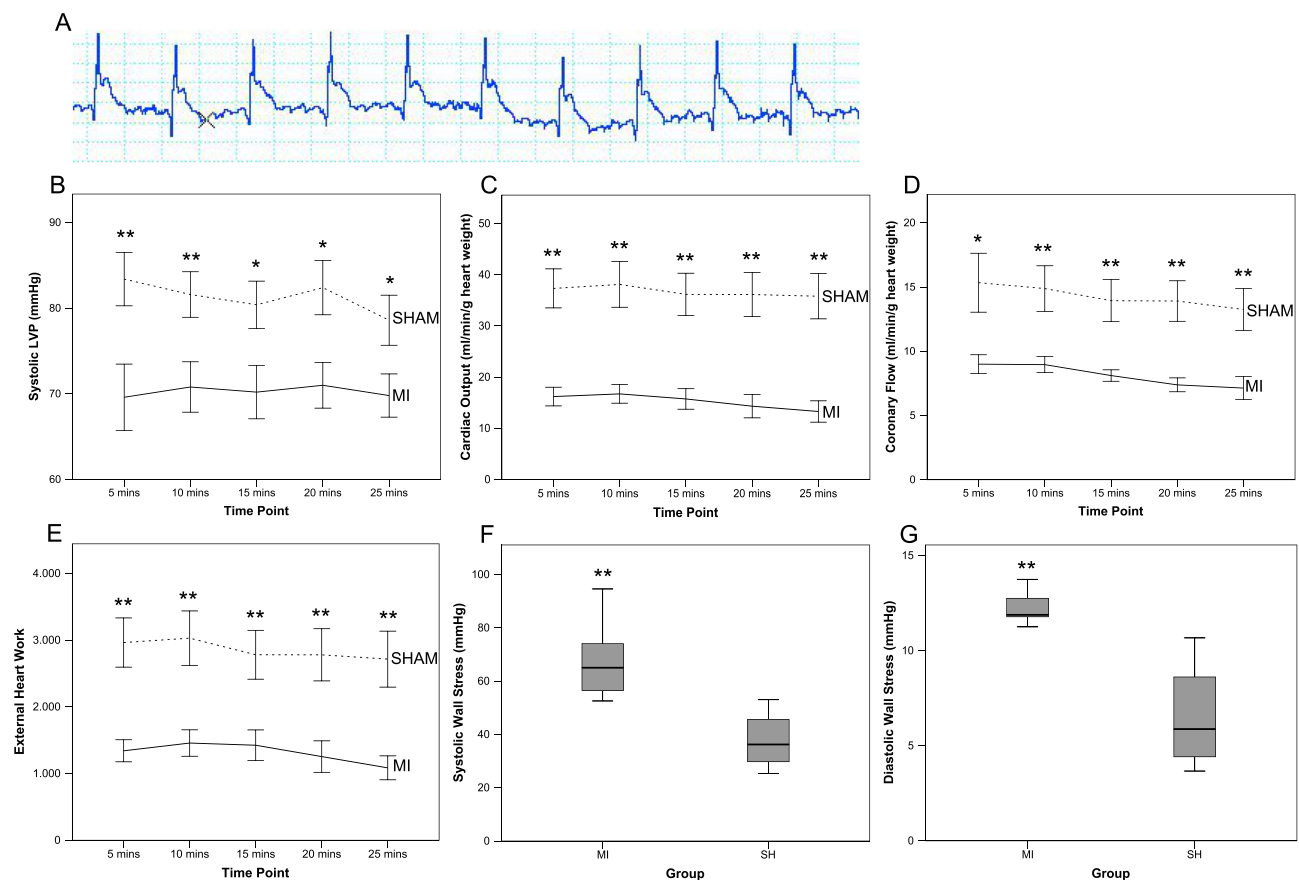 A
B
**
**
*
*
*
SHAM
MI
90
80
70
60
Systolic LVP (mmHg)
5 mins
10 mins
15 mins
20 mins
25 mins
Time Point
C
**
**
**
**
**
SHAM
MI
50
40
30
20
10
0
Cardiac Output (ml/min/g heart weight)
5 mins
10 mins
15 mins
20 mins
25 mins
Time Point
D
*
**
**
**
**
SHAM
MI
20
15
10
5
0
Coronary Flow (ml/min/g heart weight)
5 mins
10 mins
15 mins
20 mins
25 mins
Time Point
E
**
**
**
**
**
SHAM
MI
4.000
3.000
2.000
1.000
0
External Heart Work
5 mins
10 mins
15 mins
20 mins
25 mins
Time Point
F
**
100
80
60
40
20
0
Systolic Wall Stress (mmHg)
MI
SH
Group
G
**
15
10
5
0
Diastolic Wall Stress (mmHg)
MI
SH
Group